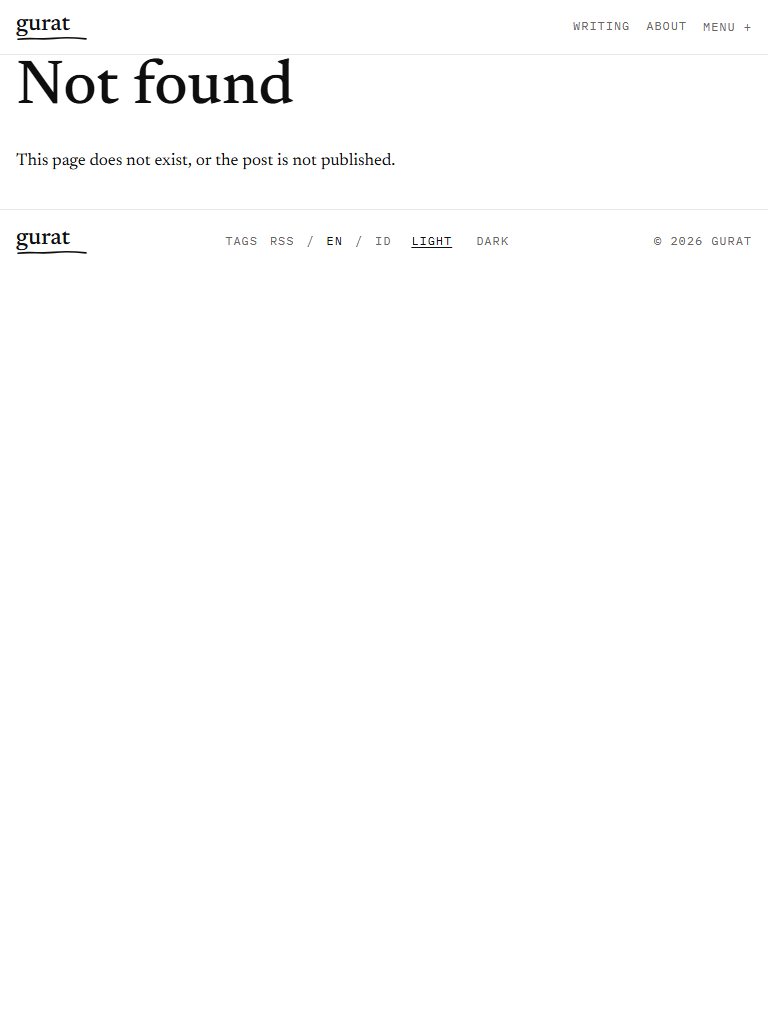 gurat
WRITING ABOUT MENU +
Not found
This page does not exist, or the post is not published.
gurat
TAGS RSS / EN / ID LIGHT DARK
© 2026 GURAT